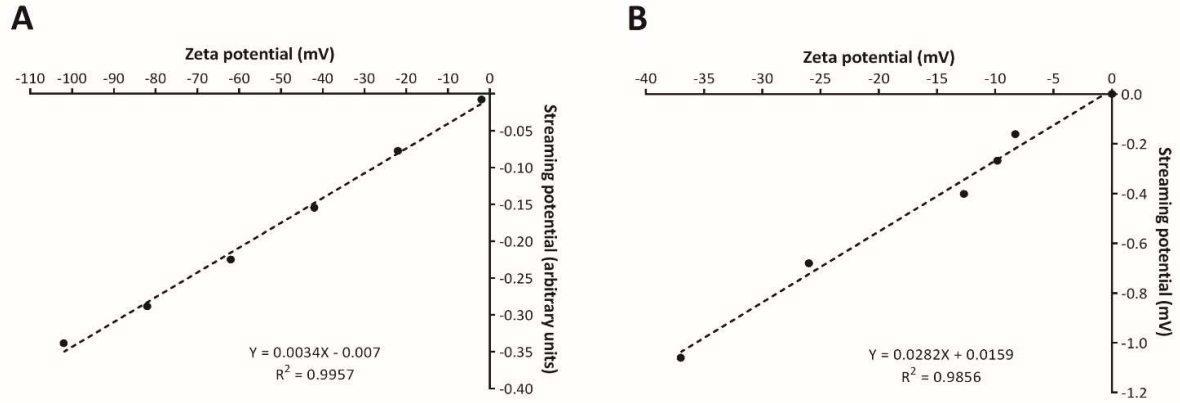 A
Zeta potential (mV)
-110 -100 -90 -80 -70 -60 -50 -40 -30 -20 -10 0
-0.05
-0.10
-0.15
-0.20
-0.25
-0.30
-0.35
-0.40
Streaming potential (arbitrary units)
Y = 0.0034X - 0.007
R² = 0.9957
B
Zeta potential (mV)
-40 -35 -30 -25 -20 -15 -10 -5 0
0.0
-0.2
-0.4
-0.6
-0.8
-1.0
-1.2
Streaming potential (mV)
Y = 0.0282X + 0.0159
R² = 0.9856